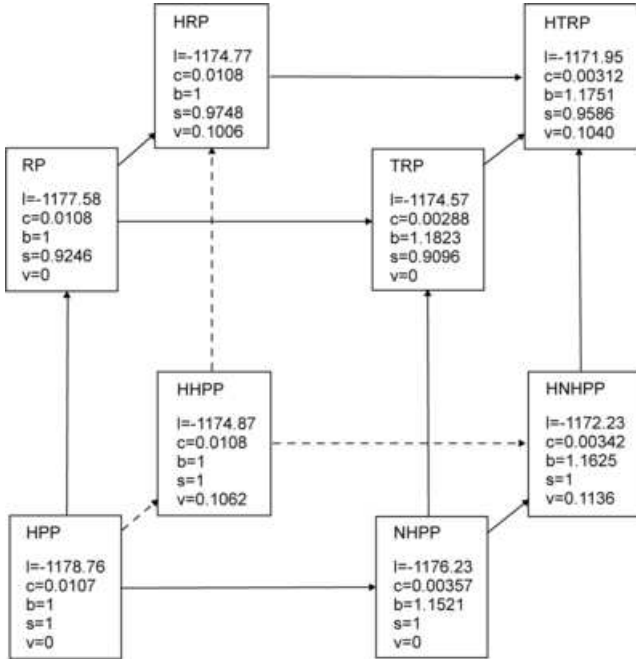 HRP
l=-1174.77
c=0.0108
b=1
s=0.9748
v=0.1006
HTRP
l=-1171.95
c=0.00312
b=1.1751
s=0.9586
v=0.1040
RP
l=-1177.58
c=0.0108
b=1
s=0.9246
v=0
TRP
l=-1174.57
c=0.00288
b=1.1823
s=0.9096
v=0
HHPP
l=-1174.87
c=0.0108
b=1
s=1
v=0.1062
HNHPP
l=-1172.23
c=0.00342
b=1.1625
s=1
v=0.1136
HPP
l=-1178.76
c=0.0107
b=1
s=1
v=0
NHPP
l=-1176.23
c=0.00357
b=1.1521
s=1
v=0